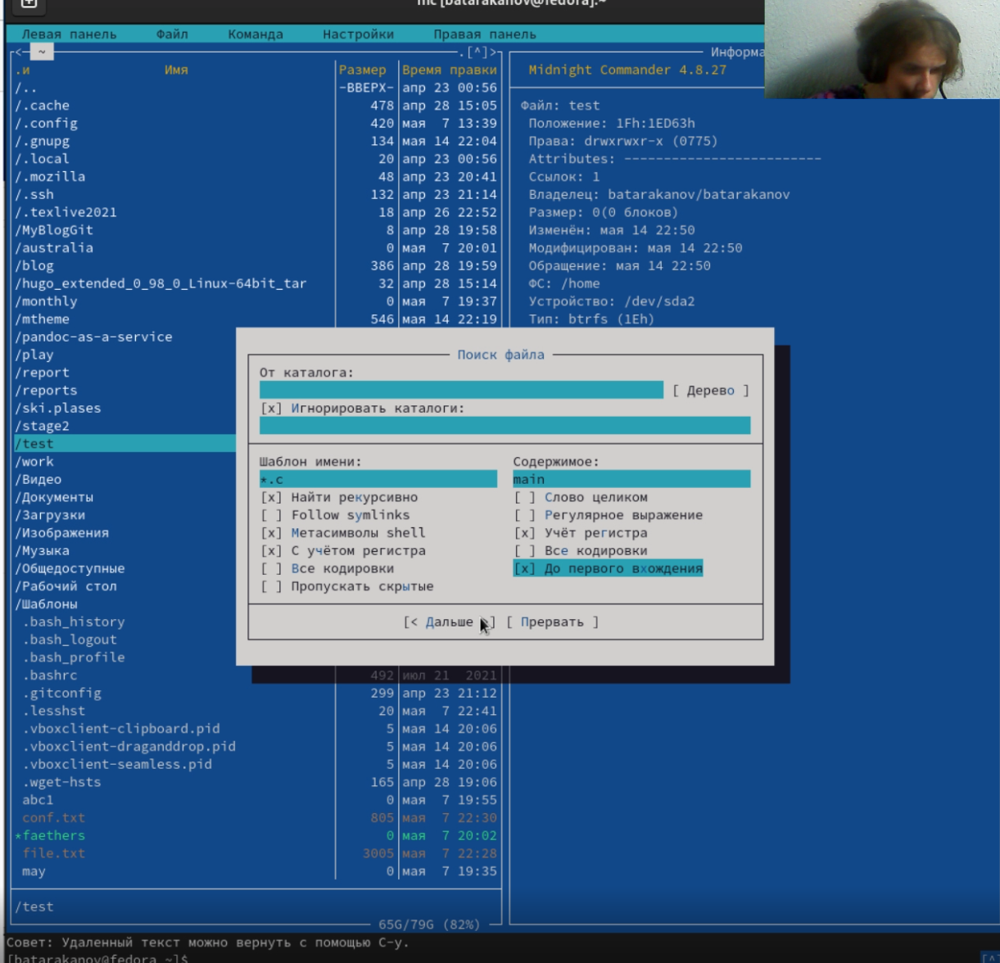 mc [batarakanov@fedora]:~
Левая панель Файл Команда Настройки Правая панель
<─ ~ .[^]>
.и Имя Размер Время правки
/.. -ВВЕРХ- апр 23 00:56
/.cache 478 апр 28 15:05
/.config 420 мая 7 13:39
/.gnupg 134 мая 14 22:04
/.local 20 апр 23 00:56
/.mozilla 48 апр 23 20:41
/.ssh 132 апр 23 21:14
/.texlive2021 18 апр 26 22:52
/MyBlogGit 8 апр 28 19:58
/australia 0 мая 7 20:01
/blog 386 апр 28 19:59
/hugo_extended_0_98_0_Linux-64bit_tar 32 апр 28 15:14
/monthly 0 мая 7 19:37
/mtheme 546 мая 14 22:19
/pandoc-as-a-service
/play
/report
/reports
/ski.plases
/stage2
/test
/work
/Видео
/Документы
/Загрузки
/Изображения
/Музыка
/Общедоступные
/Рабочий стол
/Шаблоны
.bash_history
.bash_logout
.bash_profile
.bashrc 492 июл 21 2021
.gitconfig 299 апр 23 21:12
.lesshst 20 мая 7 22:41
.vboxclient-clipboard.pid 5 мая 14 20:06
.vboxclient-draganddrop.pid 5 мая 14 20:06
.vboxclient-seamless.pid 5 мая 14 20:06
.wget-hsts 165 апр 28 19:06
abc1 0 мая 7 19:55
conf.txt 805 мая 7 22:30
*faethers 0 мая 7 20:02
file.txt 3005 мая 7 22:28
may 0 мая 7 19:35
/test
65G/79G (82%)
Информа
Midnight Commander 4.8.27
Файл: test
Положение: 1Fh:1ED63h
Права: drwxrwxr-x (0775)
Attributes: -------------------------
Ссылок: 1
Владелец: batarakanov/batarakanov
Размер: 0(0 блоков)
Изменён: мая 14 22:50
Модифицирован: мая 14 22:50
Обращение: мая 14 22:50
ФС: /home
Устройство: /dev/sda2
Тип: btrfs (1Eh)
Поиск файла
От каталога:
[ Дерево ]
[x] Игнорировать каталоги:
Шаблон имени: Содержимое:
*.c main
[x] Найти рекурсивно [ ] Слово целиком
[ ] Follow symlinks [ ] Регулярное выражение
[x] Метасимволы shell [x] Учёт регистра
[x] С учётом регистра [ ] Все кодировки
[ ] Все кодировки [x] До первого вхождения
[ ] Пропускать скрытые
[< Дальше >] [ Прервать ]
Совет: Удаленный текст можно вернуть с помощью C-y.
[batarakanov@fedora ~]$ [^